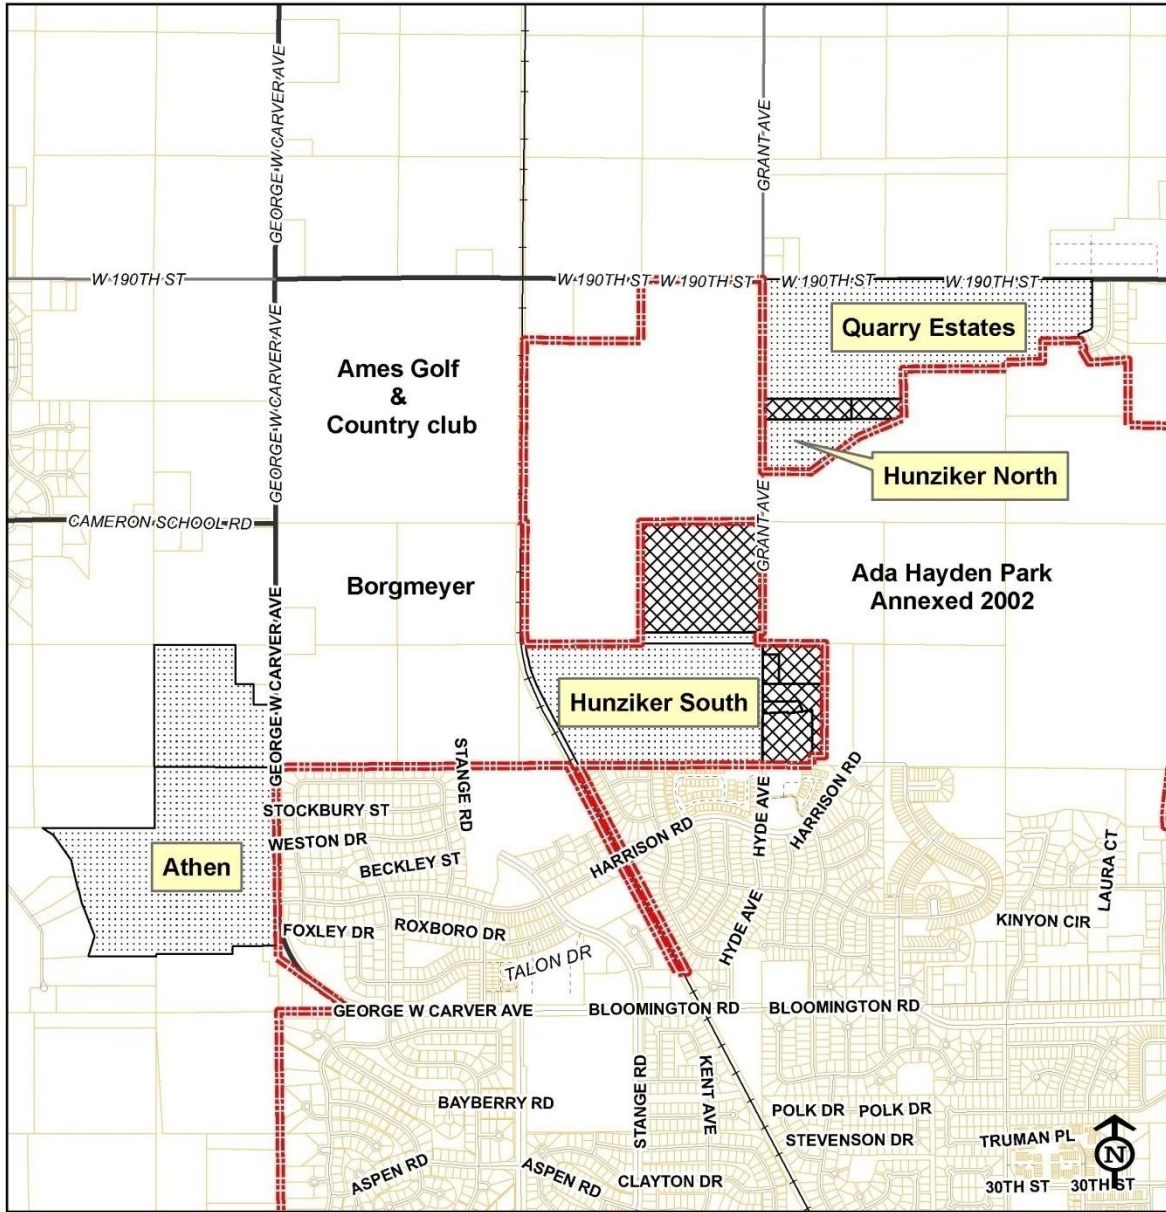 GEORGE W CARVER AVE
GRANT AVE
W 190TH ST
W 190TH ST
W 190TH ST
W 190TH ST
W 190TH ST
Quarry Estates
GEORGE W CARVER AVE
Ames Golf
&
Country club
Hunziker North
GRANT AVE
CAMERON SCHOOL RD
Borgmeyer
Ada Hayden Park
Annexed 2002
GEORGE W CARVER AVE
Hunziker South
STANGE RD
STOCKBURY ST
WESTON DR
BECKLEY ST
HARRISON RD
HYDE AVE
HARRISON RD
Athen
LAURA CT
KINYON CIR
FOXLEY DR
ROXBORO DR
TALON DR
HYDE AVE
GEORGE W CARVER AVE
BLOOMINGTON RD
BLOOMINGTON RD
STANGE RD
KENT AVE
BAYBERRY RD
POLK DR
POLK DR
STEVENSON DR
TRUMAN PL
N
ASPEN RD
ASPEN RD
CLAYTON DR
30TH ST
30TH ST